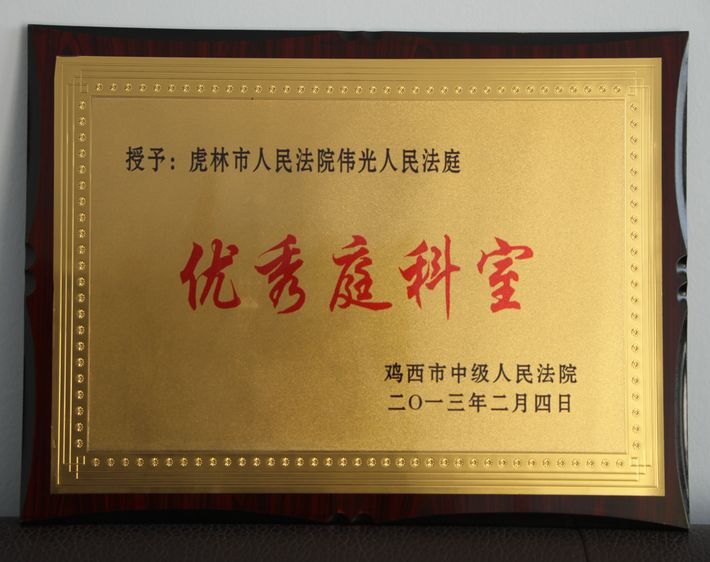 授予：虎林市人民法院伟光人民法庭
优秀庭科室
鸡西市中级人民法院
二〇一三年二月四日